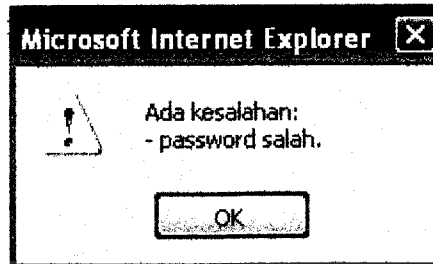 Microsoft Internet Explorer
Ada kesalahan:
- password salah.
OK